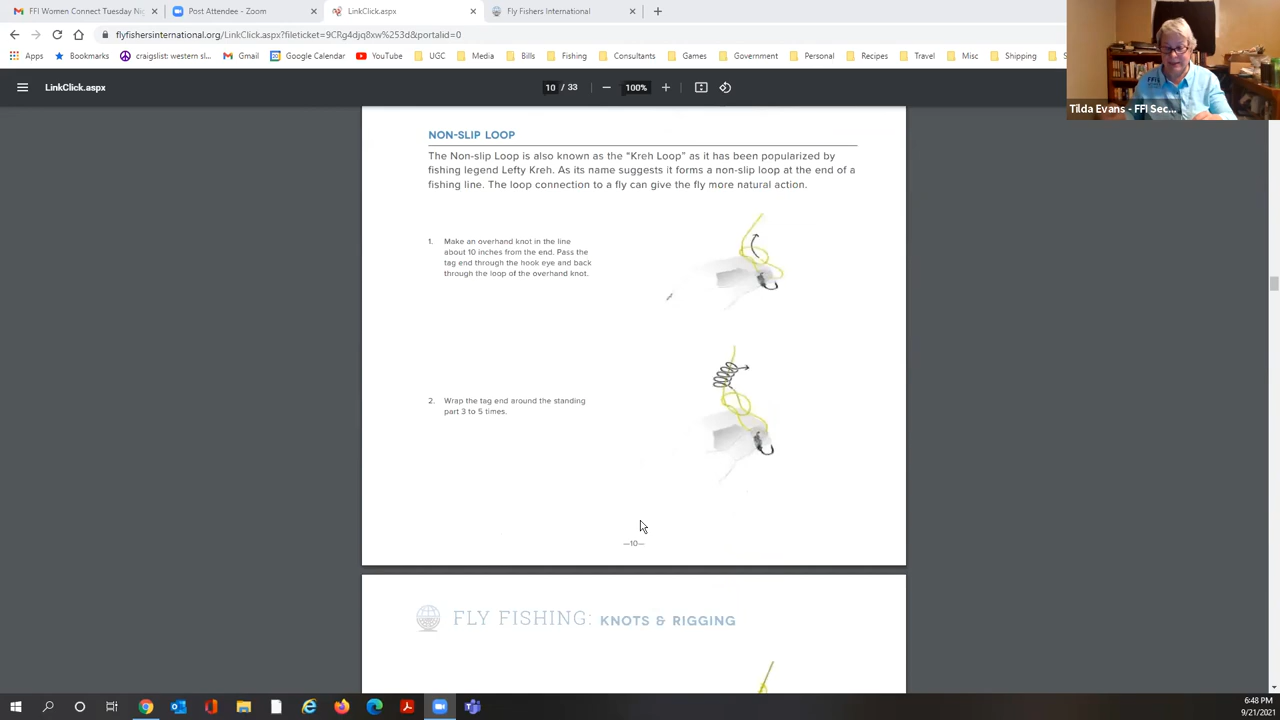 FFI Women Connect Tuesday Nig
Post Attendee - Zoom
LinkClick.aspx
Fly Fishers International
flyfishersinternational.org/LinkClick.aspx?fileticket=9CRg4djq8xw%253d&portalid=0
Apps
Bookmarks
craigslist: western sl...
Gmail
Google Calendar
YouTube
UGC
Media
Bills
Fishing
Consultants
Games
Government
Personal
Recipes
Travel
Misc
Shipping
LinkClick.aspx
10 / 33
100%
FFI
Tilda Evans - FFI Sec...
NON-SLIP LOOP
The Non-slip Loop is also known as the “Kreh Loop” as it has been popularized by
fishing legend Lefty Kreh. As its name suggests it forms a non-slip loop at the end of a
fishing line. The loop connection to a fly can give the fly more natural action.
1. Make an overhand knot in the line
about 10 inches from the end. Pass the
tag end through the hook eye and back
through the loop of the overhand knot.
2. Wrap the tag end around the standing
part 3 to 5 times.
—10—
FLY FISHING: KNOTS & RIGGING
6:48 PM
9/21/2021